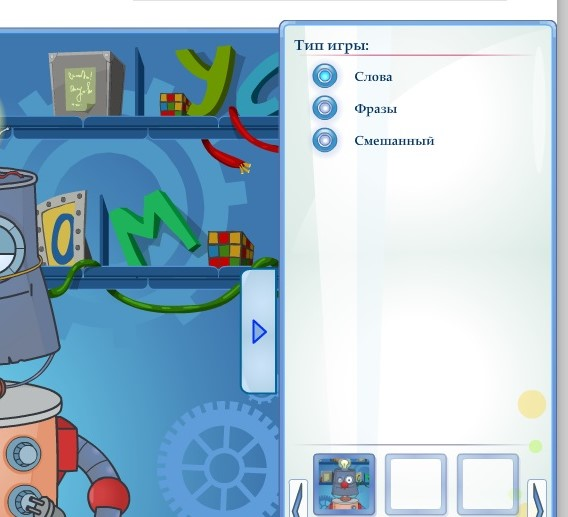 Тип игры:
Слова
Фразы
Смешанный
У
О
М